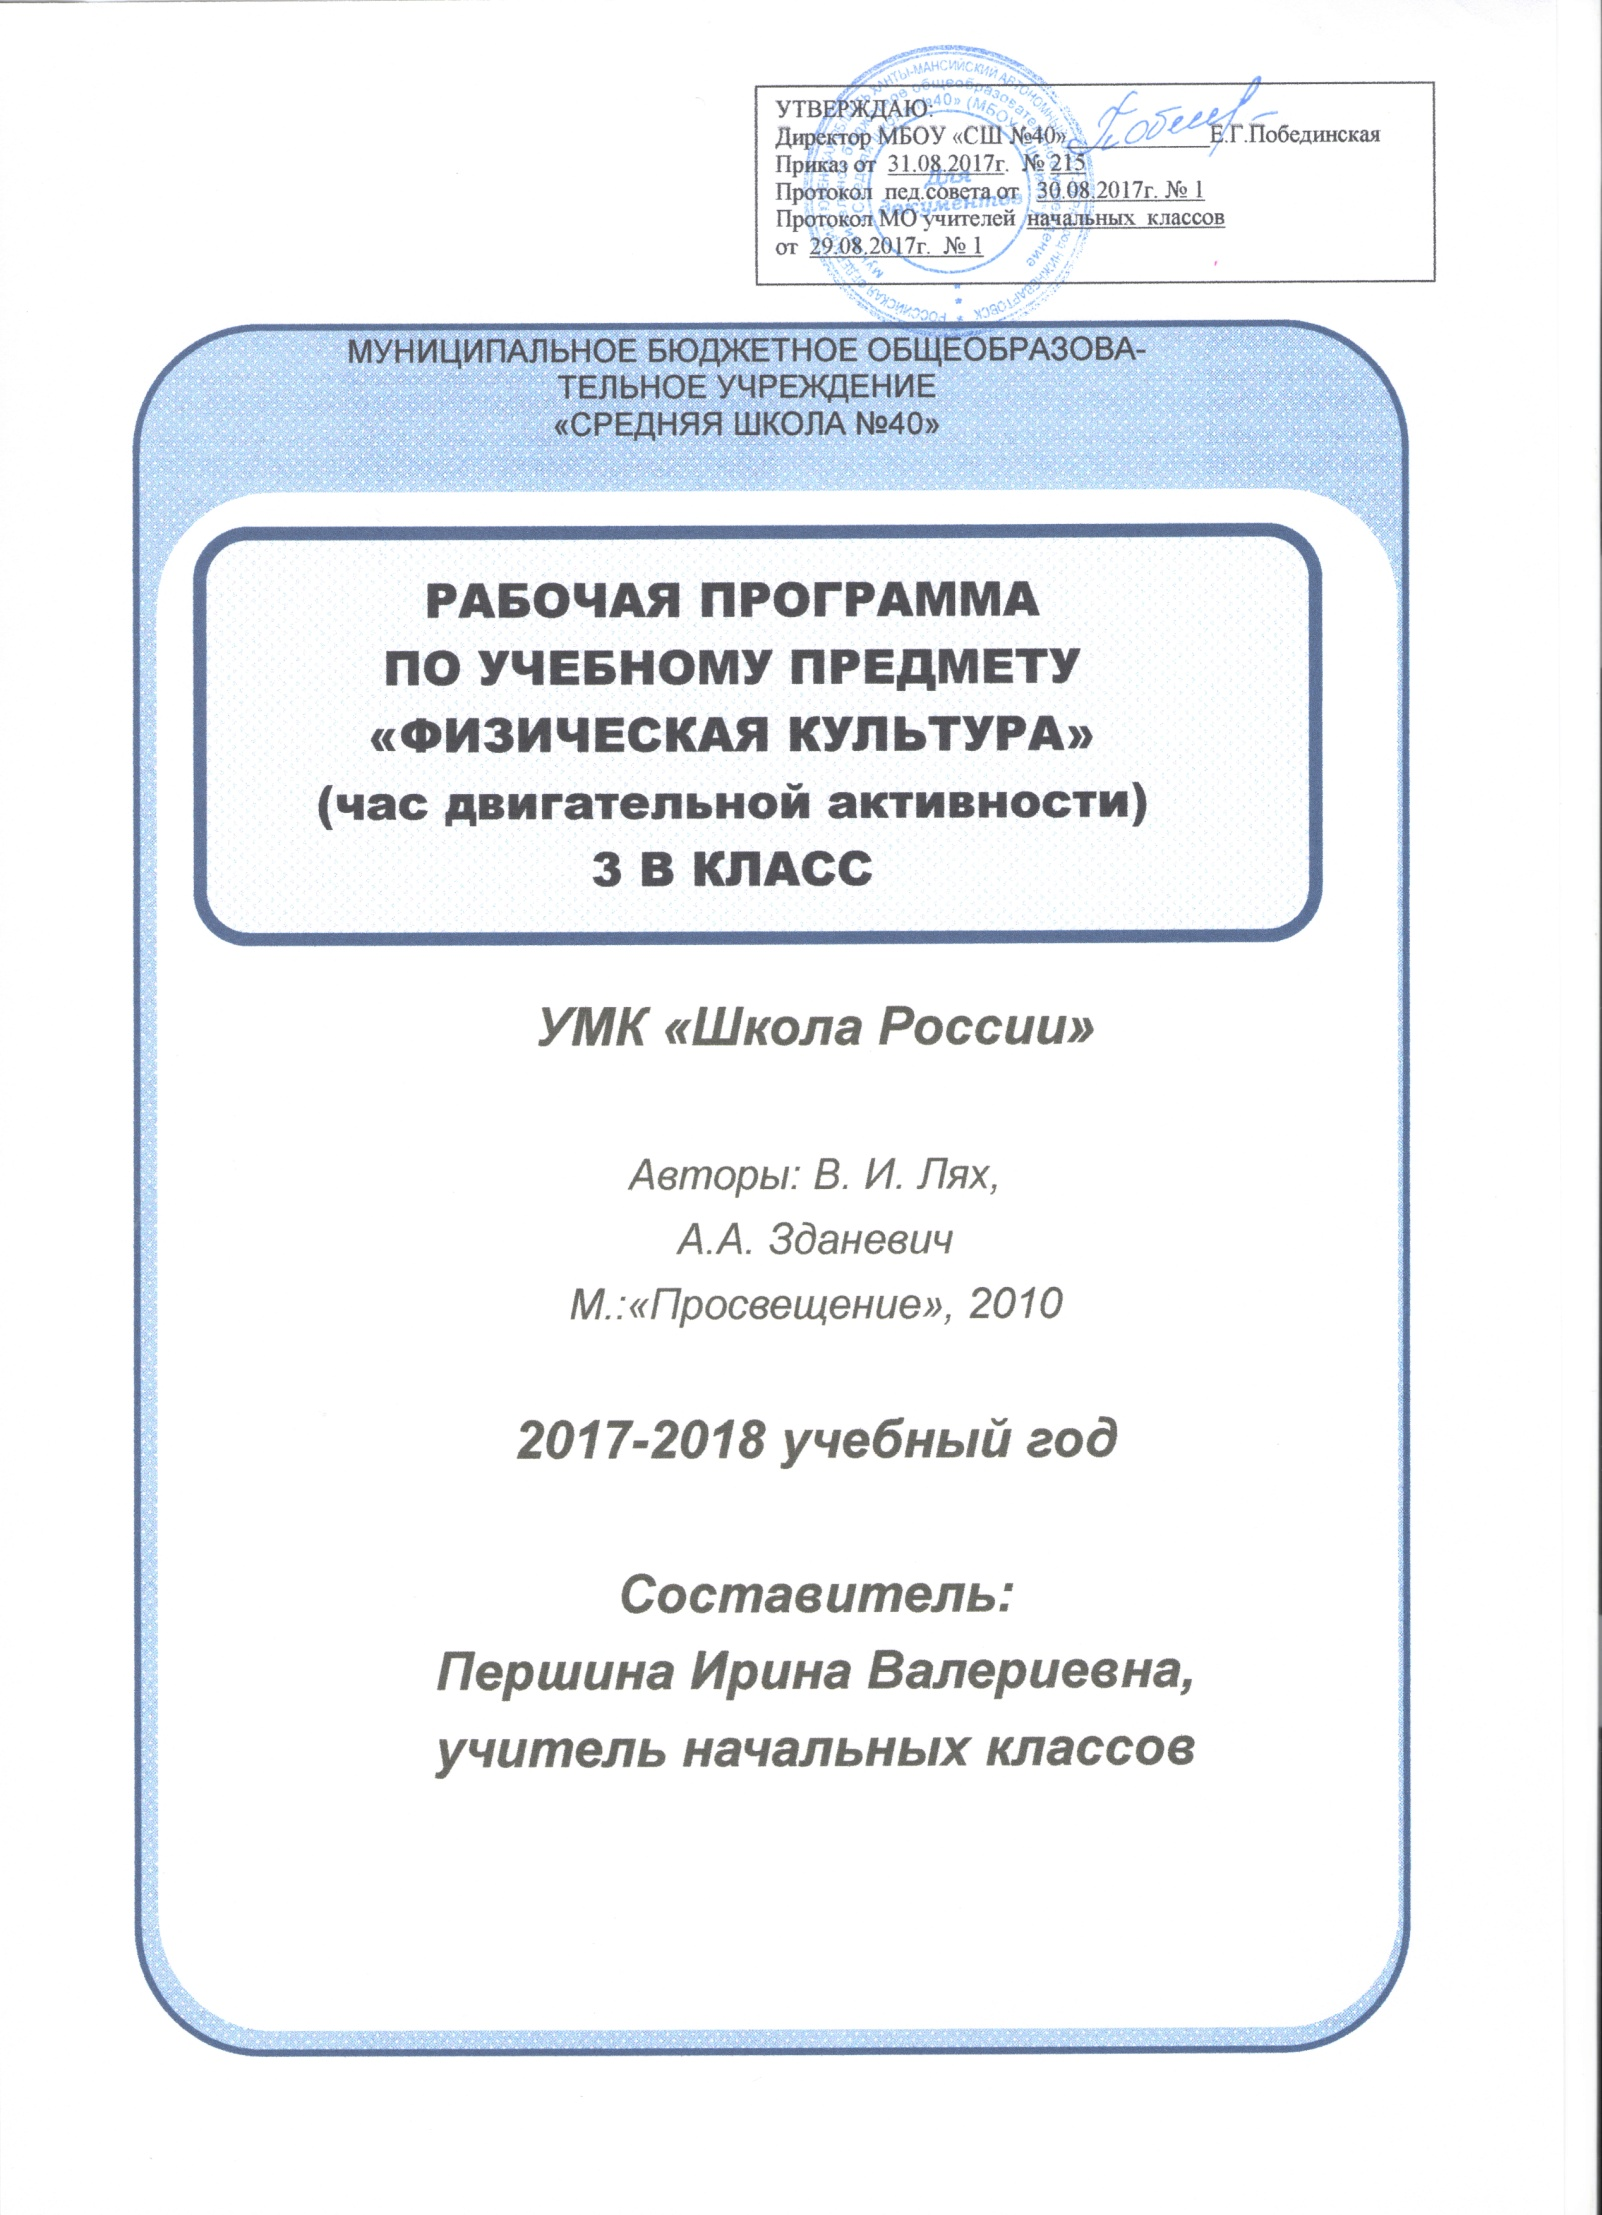 УТВЕРЖДАЮ:
Директор МБОУ «СШ №40»____________Е.Г.Побединская
Приказ от 31.08.2017г. № 215
Протокол пед.совета от 30.08.2017г. № 1
Протокол МО учителей начальных классов
от 29.08.2017г. № 1
Для
документов
МУНИЦИПАЛЬНОЕ БЮДЖЕТНОЕ ОБЩЕОБРАЗОВА-
ТЕЛЬНОЕ УЧРЕЖДЕНИЕ
«СРЕДНЯЯ ШКОЛА №40»
РАБОЧАЯ ПРОГРАММА
ПО УЧЕБНОМУ ПРЕДМЕТУ
«ФИЗИЧЕСКАЯ КУЛЬТУРА»
(час двигательной активности)
3 В КЛАСС
УМК «Школа России»
Авторы: В. И. Лях,
А.А. Зданевич
М.:«Просвещение», 2010
2017-2018 учебный год
Составитель:
Першина Ирина Валериевна,
учитель начальных классов